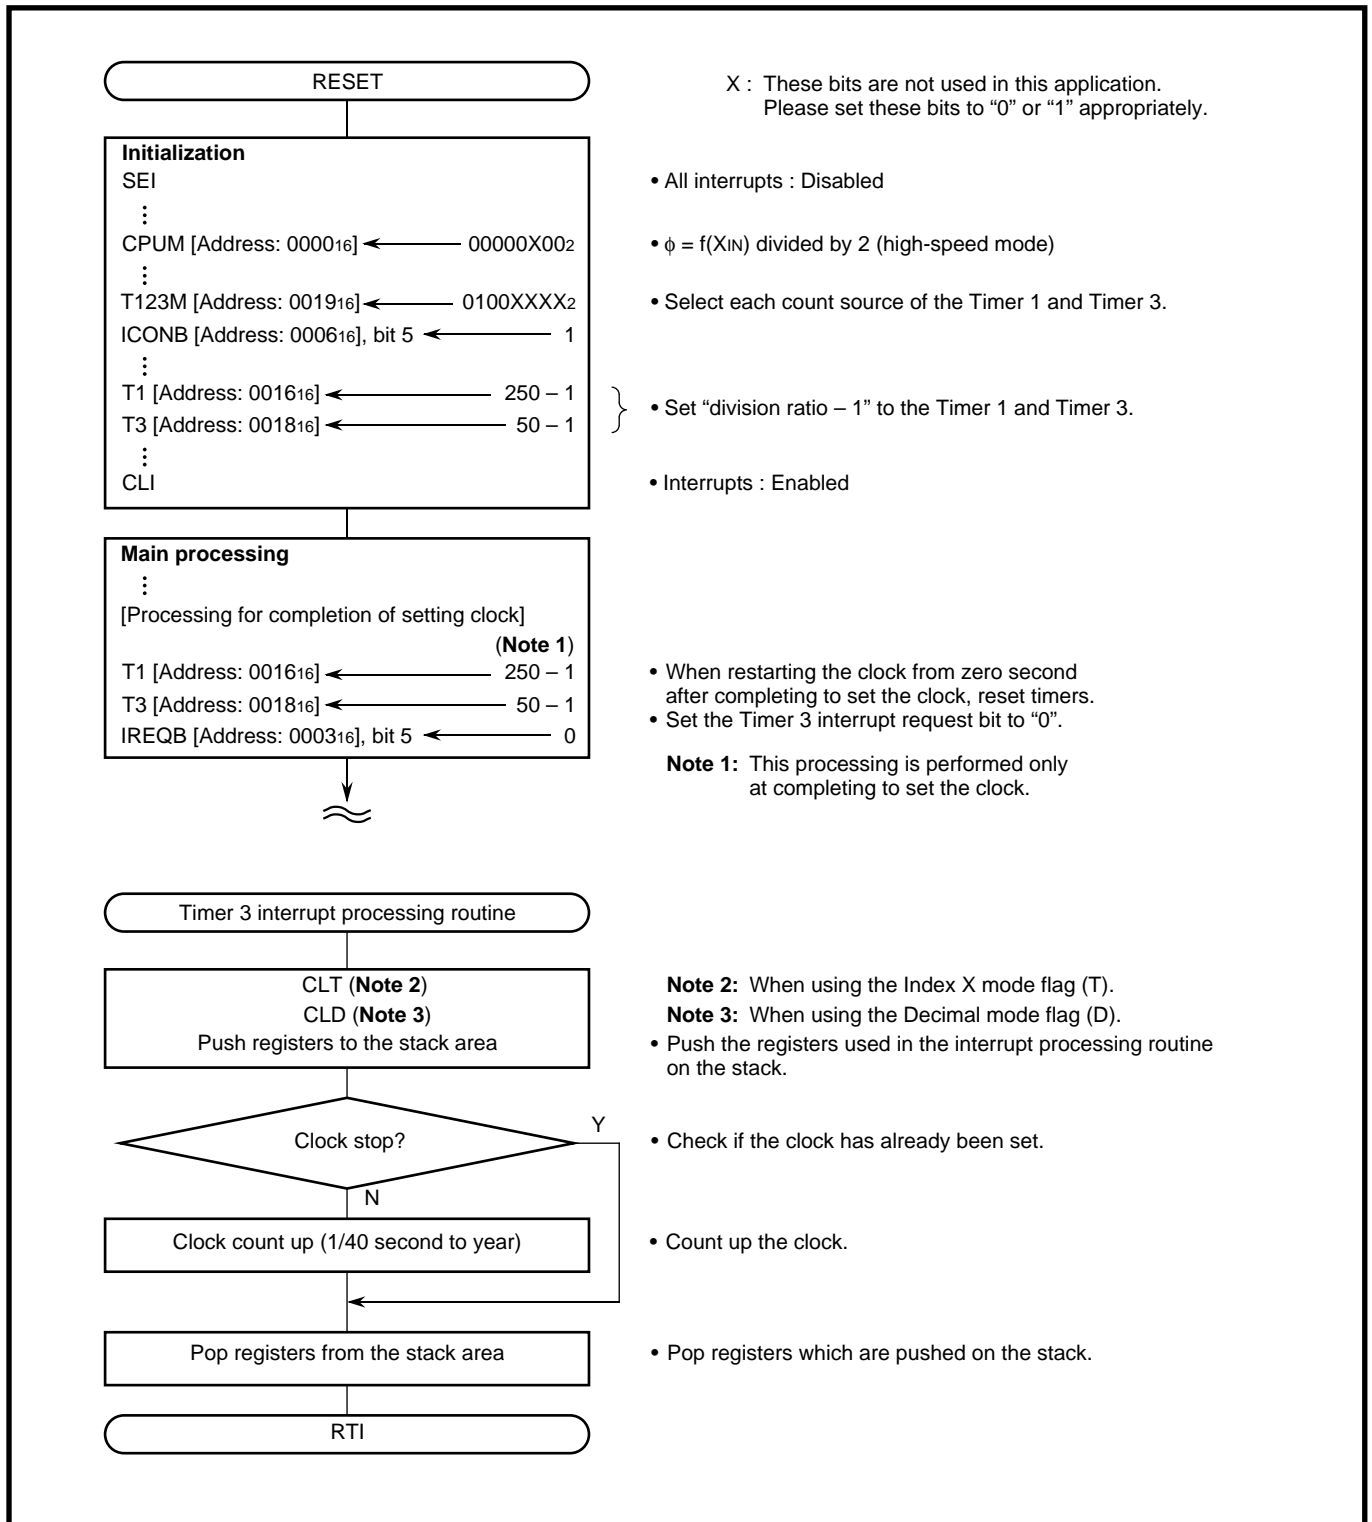 RESET
X : These bits are not used in this application.
Please set these bits to “0” or “1” appropriately.
Initialization
SEI
• All interrupts : Disabled
CPUM [Address: 000016] 00000X002
• ϕ = f(XIN) divided by 2 (high-speed mode)
T123M [Address: 001916] 0100XXXX2
• Select each count source of the Timer 1 and Timer 3.
ICONB [Address: 000616], bit 5 1
T1 [Address: 001616] 250 – 1
T3 [Address: 001816] 50 – 1
• Set “division ratio – 1” to the Timer 1 and Timer 3.
CLI
• Interrupts : Enabled
Main processing
[Processing for completion of setting clock]
(Note 1)
T1 [Address: 001616] 250 – 1
T3 [Address: 001816] 50 – 1
IREQB [Address: 000316], bit 5 0
• When restarting the clock from zero second
after completing to set the clock, reset timers.
• Set the Timer 3 interrupt request bit to “0”.
Note 1: This processing is performed only
at completing to set the clock.
Timer 3 interrupt processing routine
CLT (Note 2)
CLD (Note 3)
Push registers to the stack area
Note 2: When using the Index X mode flag (T).
Note 3: When using the Decimal mode flag (D).
• Push the registers used in the interrupt processing routine
on the stack.
Clock stop?
Y
• Check if the clock has already been set.
N
Clock count up (1/40 second to year)
• Count up the clock.
Pop registers from the stack area
• Pop registers which are pushed on the stack.
RTI